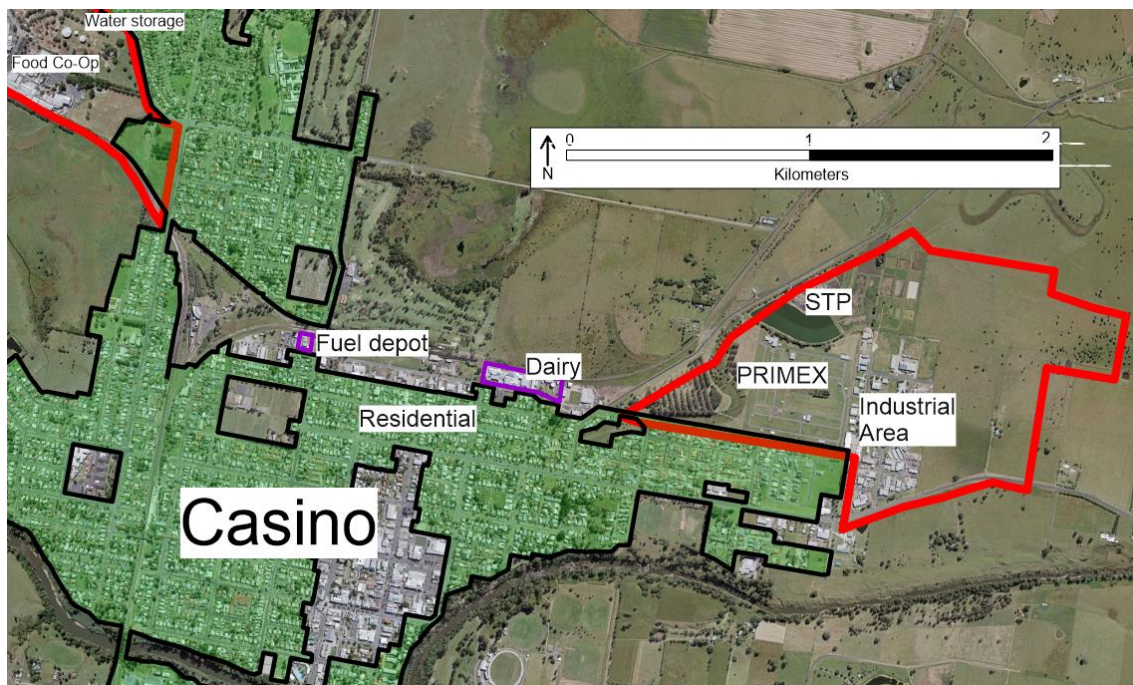 Water storage
Food Co-Op
0 1 2
N
Kilometers
STP
Fuel depot
Dairy
PRIMEX
Residential
Industrial
Area
Casino